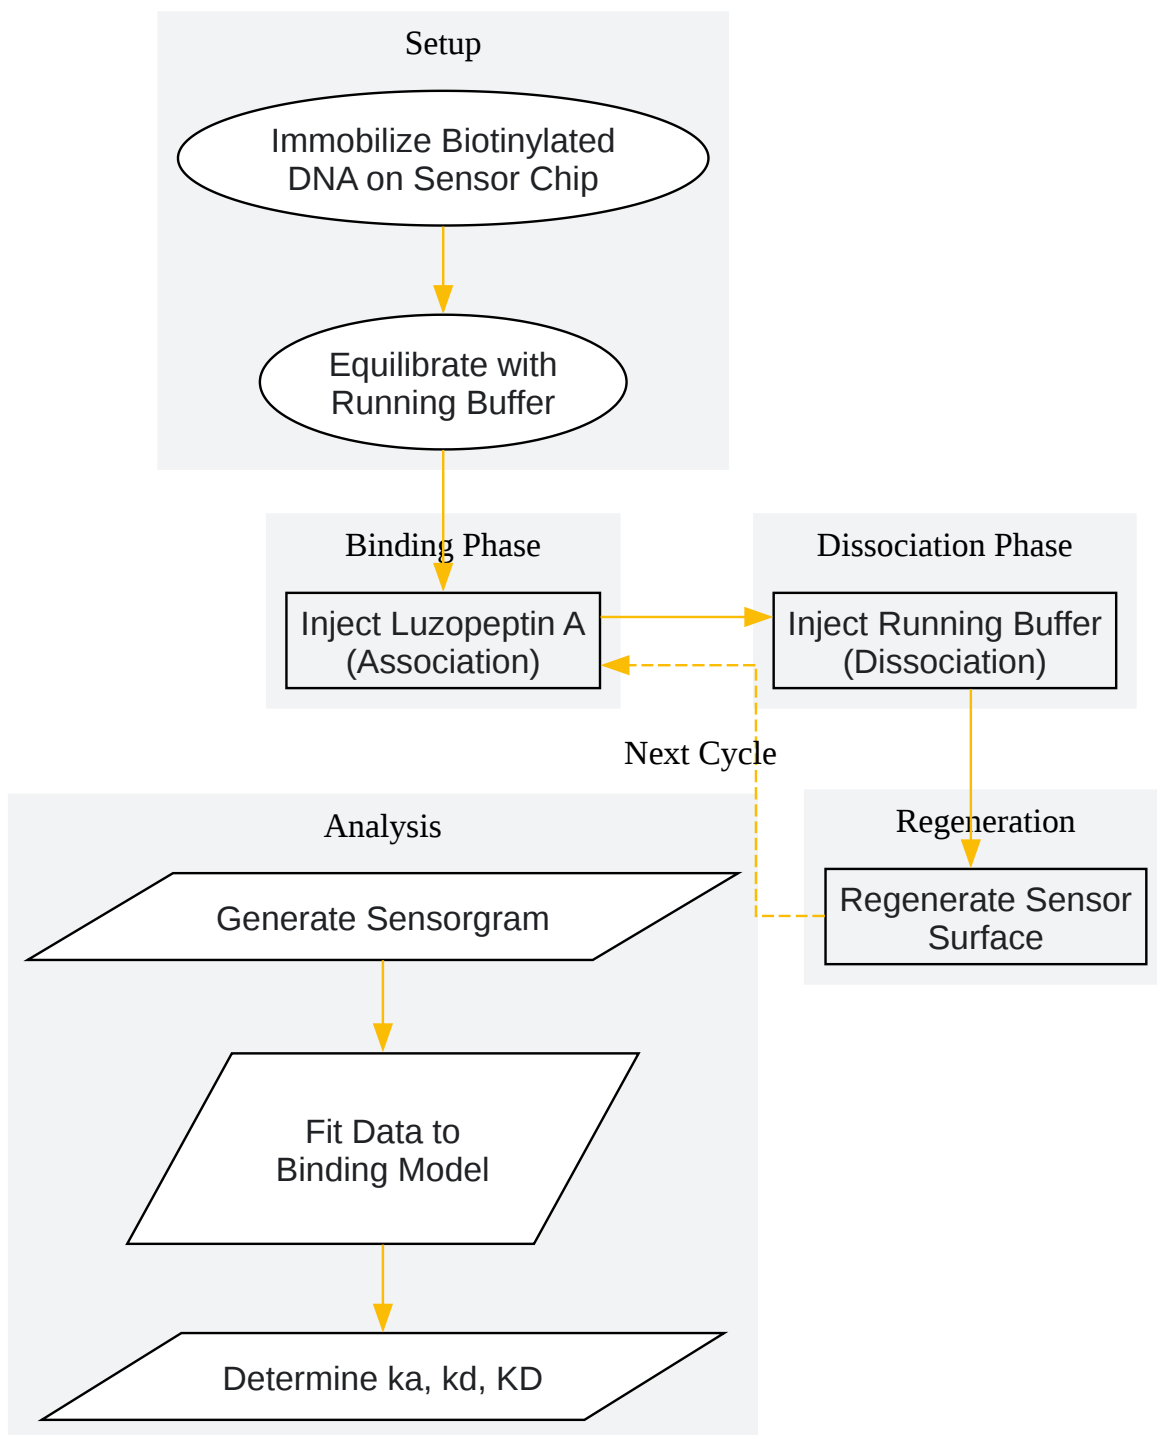 Setup
Immobilize Biotinylated
DNA on Sensor Chip
Equilibrate with
Running Buffer
Binding Phase
Inject Luzopeptin A
(Association)
Dissociation Phase
Inject Running Buffer
(Dissociation)
Next Cycle
Regeneration
Regenerate Sensor
Surface
Analysis
Generate Sensorgram
Fit Data to
Binding Model
Determine ka, kd, KD